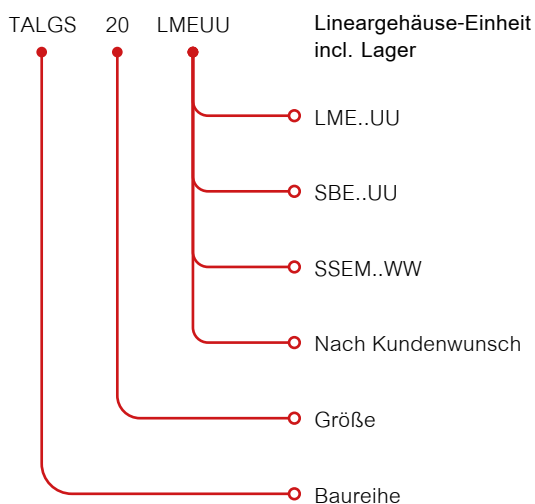 TALGS 20 LMEUU Lineargehäuse-Einheit
incl. Lager
LME..UU
SBE..UU
SSEM..WW
Nach Kundenwunsch
Größe
Baureihe